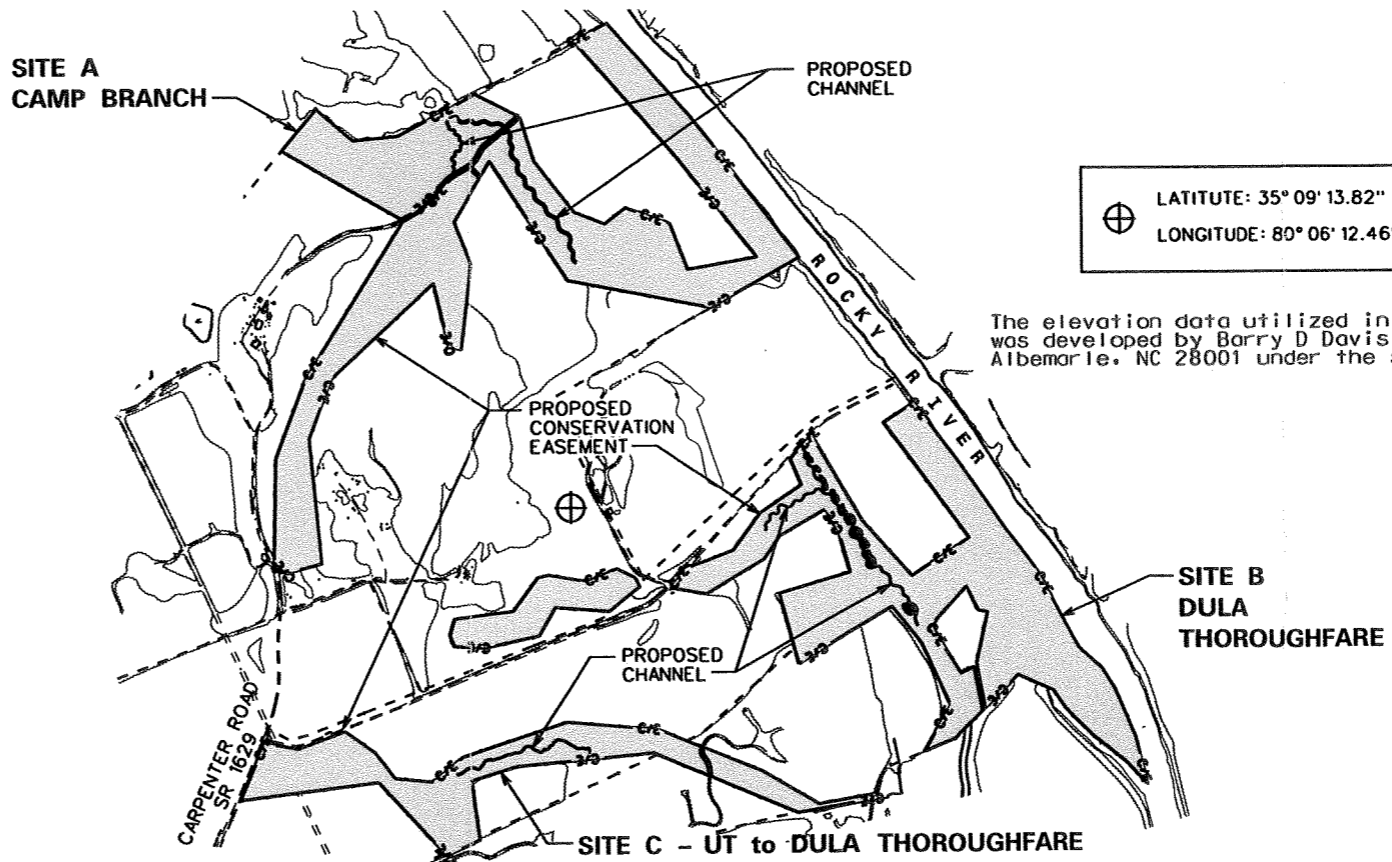 SITE A
CAMP BRANCH
PROPOSED
CHANNEL
LATITUTE: 35° 09' 13.82"
LONGITUDE: 80° 06' 12.46"
ROCKY RIVER
The elevation data utilized in
was developed by Barry D Davis
Albemarle, NC 28001 under the
PROPOSED
CONSERVATION
EASEMENT
SITE B
DULA
THOROUGHFARE
PROPOSED
CHANNEL
CARPENTER ROAD
SR 1629
SITE C - UT to DULA THOROUGHFARE